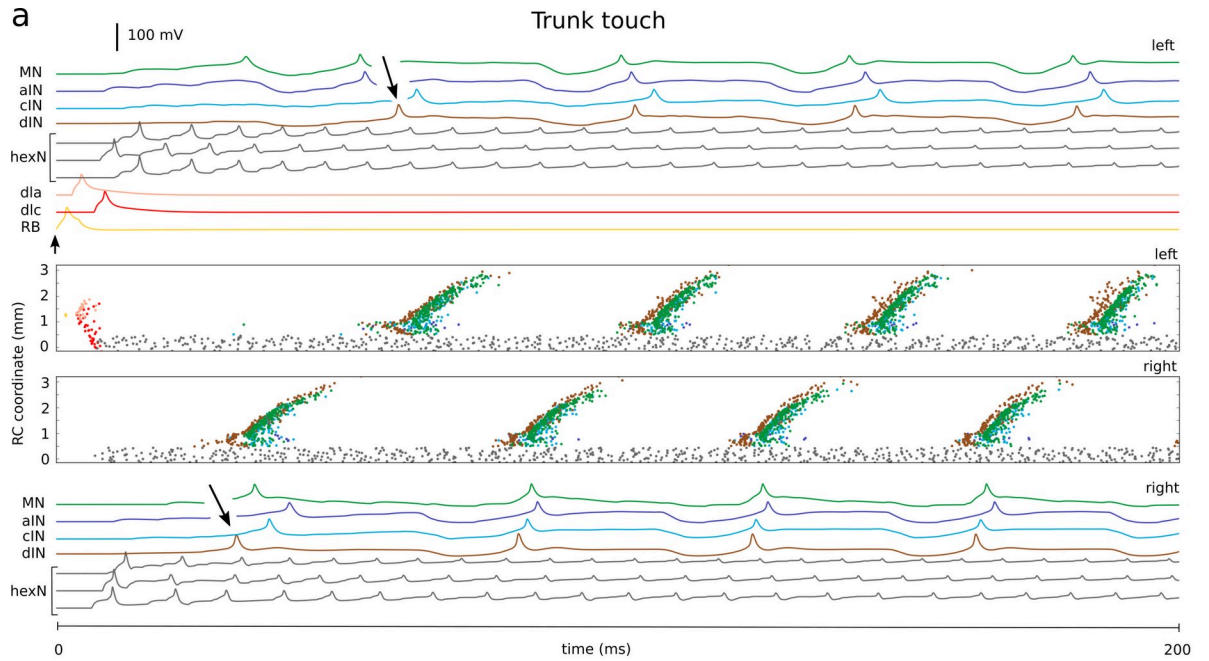 a
Trunk touch
100 mV
left
MN
aIN
cIN
dIN
hexN
dla
dlc
RB
left
3
2
1
0
right
3
2
1
0
RC coordinate (mm)
right
MN
aIN
cIN
dIN
hexN
0 time (ms) 200